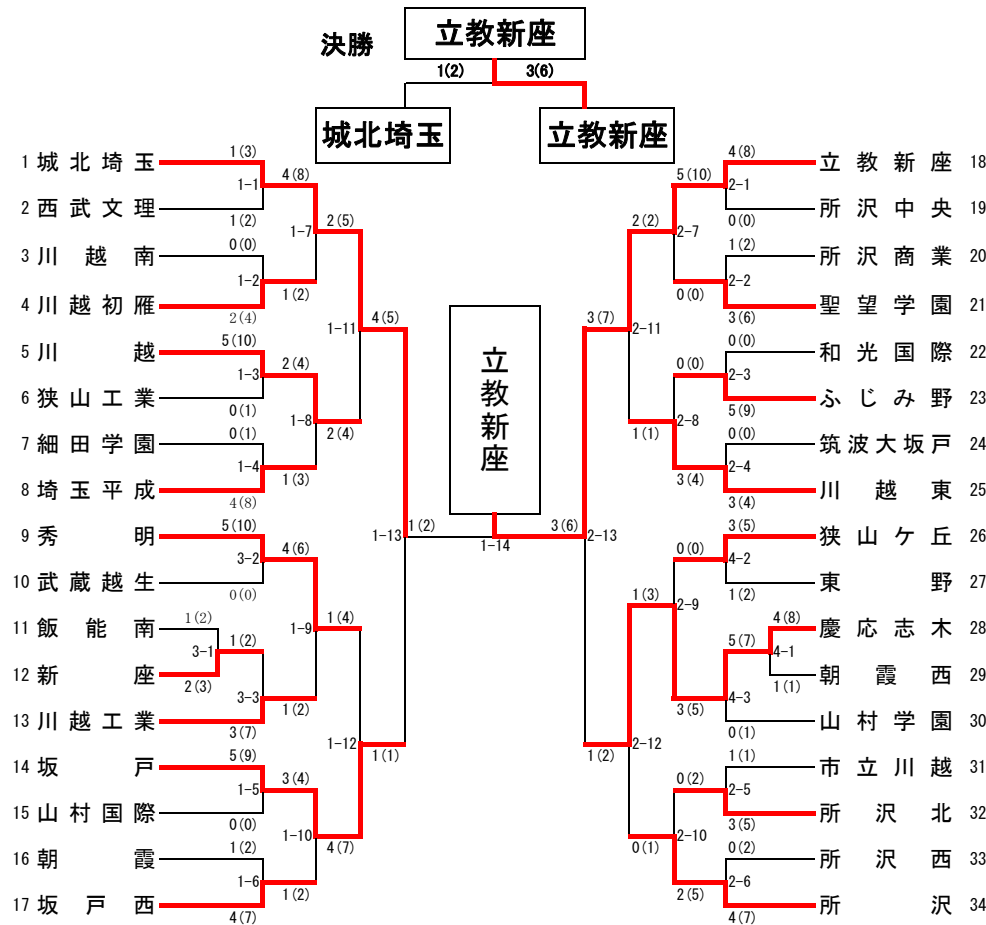 立教新座
決勝
1(2) 3(6)
城北埼玉 立教新座
1 城北埼玉 1(3)
4(8)
1-1
2 西武文理 1(2)
1-7
2(5)
3 川越南 0(0)
1-2
4 川越初雁 2(4)
1(2)
1-11
4(5)
5 川越 5(10)
2(4)
1-3
6 狭山工業 0(1)
1-8
2(4)
7 細田学園 0(1)
1-4
8 埼玉平成 4(8)
1(3)
1-13
1(2)
9 秀明 5(10)
4(6)
3-2
10 武蔵越生 0(0)
1-9
1(4)
11 飯能南 1(2)
3-1
1(2)
12 新座 2(3)
3-3
13 川越工業 3(7)
1(2)
1-12
1(1)
14 坂戸 5(9)
3(4)
1-5
15 山村国際 0(0)
1-10
4(7)
16 朝霞 1(2)
1-6
17 坂戸西 4(7)
1(2)
立教新座
1-14
4(8) 立教新座 18
5(10)
2-1
0(0) 所沢中央 19
2(2)
2-7
1(2) 所沢商業 20
2-2
0(0)
3(6) 聖望学園 21
3(7)
2-11
0(0) 和光国際 22
0(0)
2-3
5(9) ふじみ野 23
1(1)
2-8
0(0) 筑波大坂戸 24
2-4
3(4)
3(4) 川越東 25
3(6)
2-13
3(5) 狭山ケ丘 26
0(0)
4-2
1(2) 東野 27
1(3)
2-9
4(8) 慶応志木 28
5(7)
4-1
1(1) 朝霞西 29
4-3
3(5)
0(1) 山村学園 30
1(2)
2-12
1(1) 市立川越 31
0(2)
2-5
3(5) 所沢北 32
0(1)
2-10
0(2) 所沢西 33
2-6
2(5)
4(7) 所沢 34